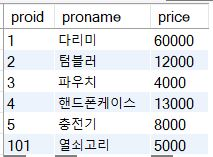 proid proname price
1 다리미 60000
2 텀블러 12000
3 파우치 4000
4 핸드폰케이스 13000
5 충전기 8000
101 열쇠고리 5000